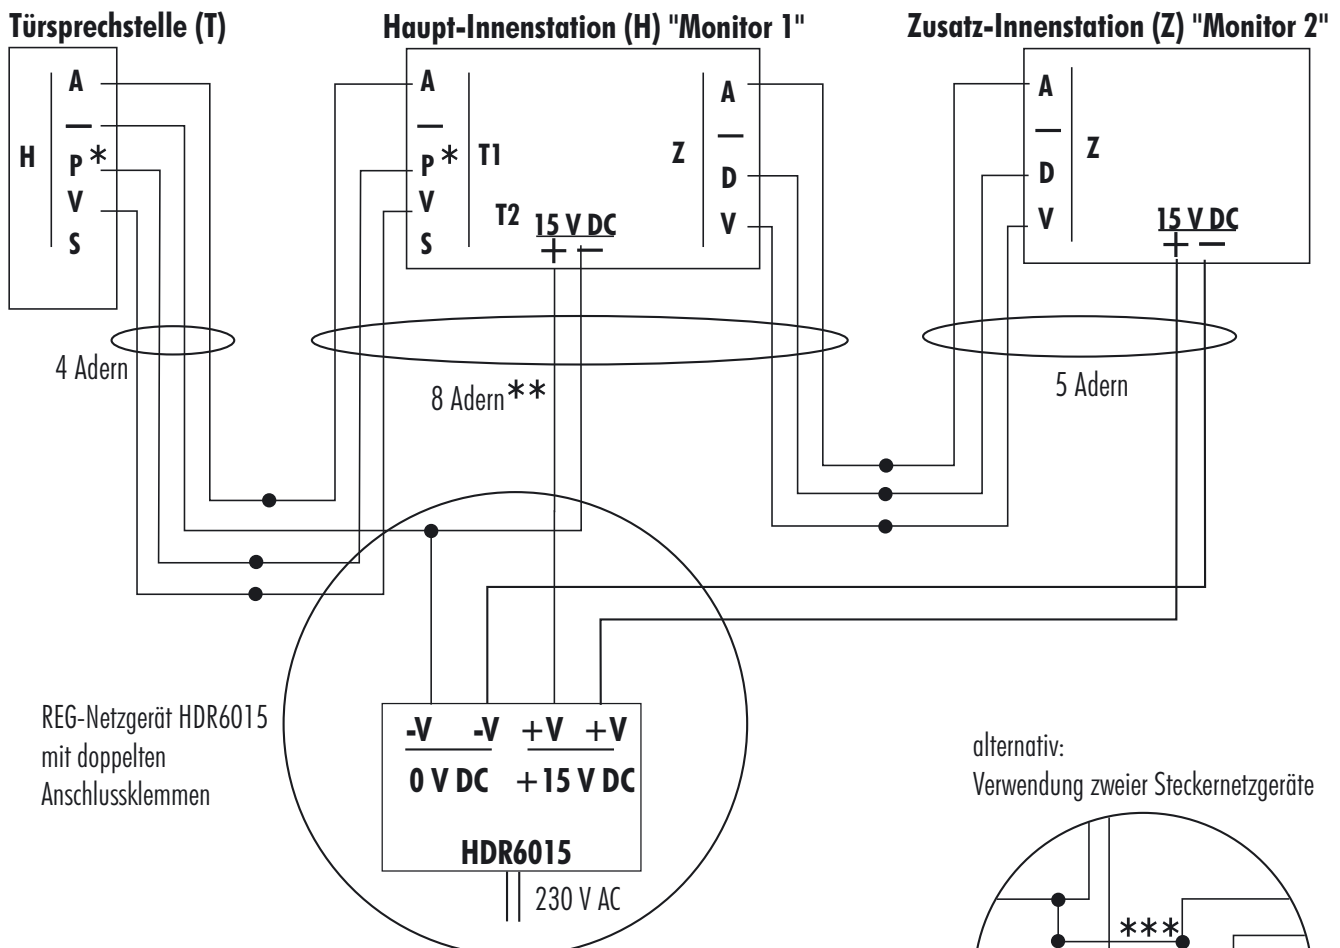 Türsprechstelle (T)
Haupt-Innenstation (H) "Monitor 1"
Zusatz-Innenstation (Z) "Monitor 2"
H
A
—
P*
V
S
A
—
P*
V
S
T1
T2
15 V DC
+ —
Z
A
—
D
V
A
—
D
V
Z
15 V DC
+ —
4 Adern
8 Adern**
5 Adern
REG-Netzgerät HDR6015
mit doppelten
Anschlussklemmen
-V -V +V +V
0 V DC +15 V DC
HDR6015
230 V AC
alternativ:
Verwendung zweier Steckernetzgeräte
***